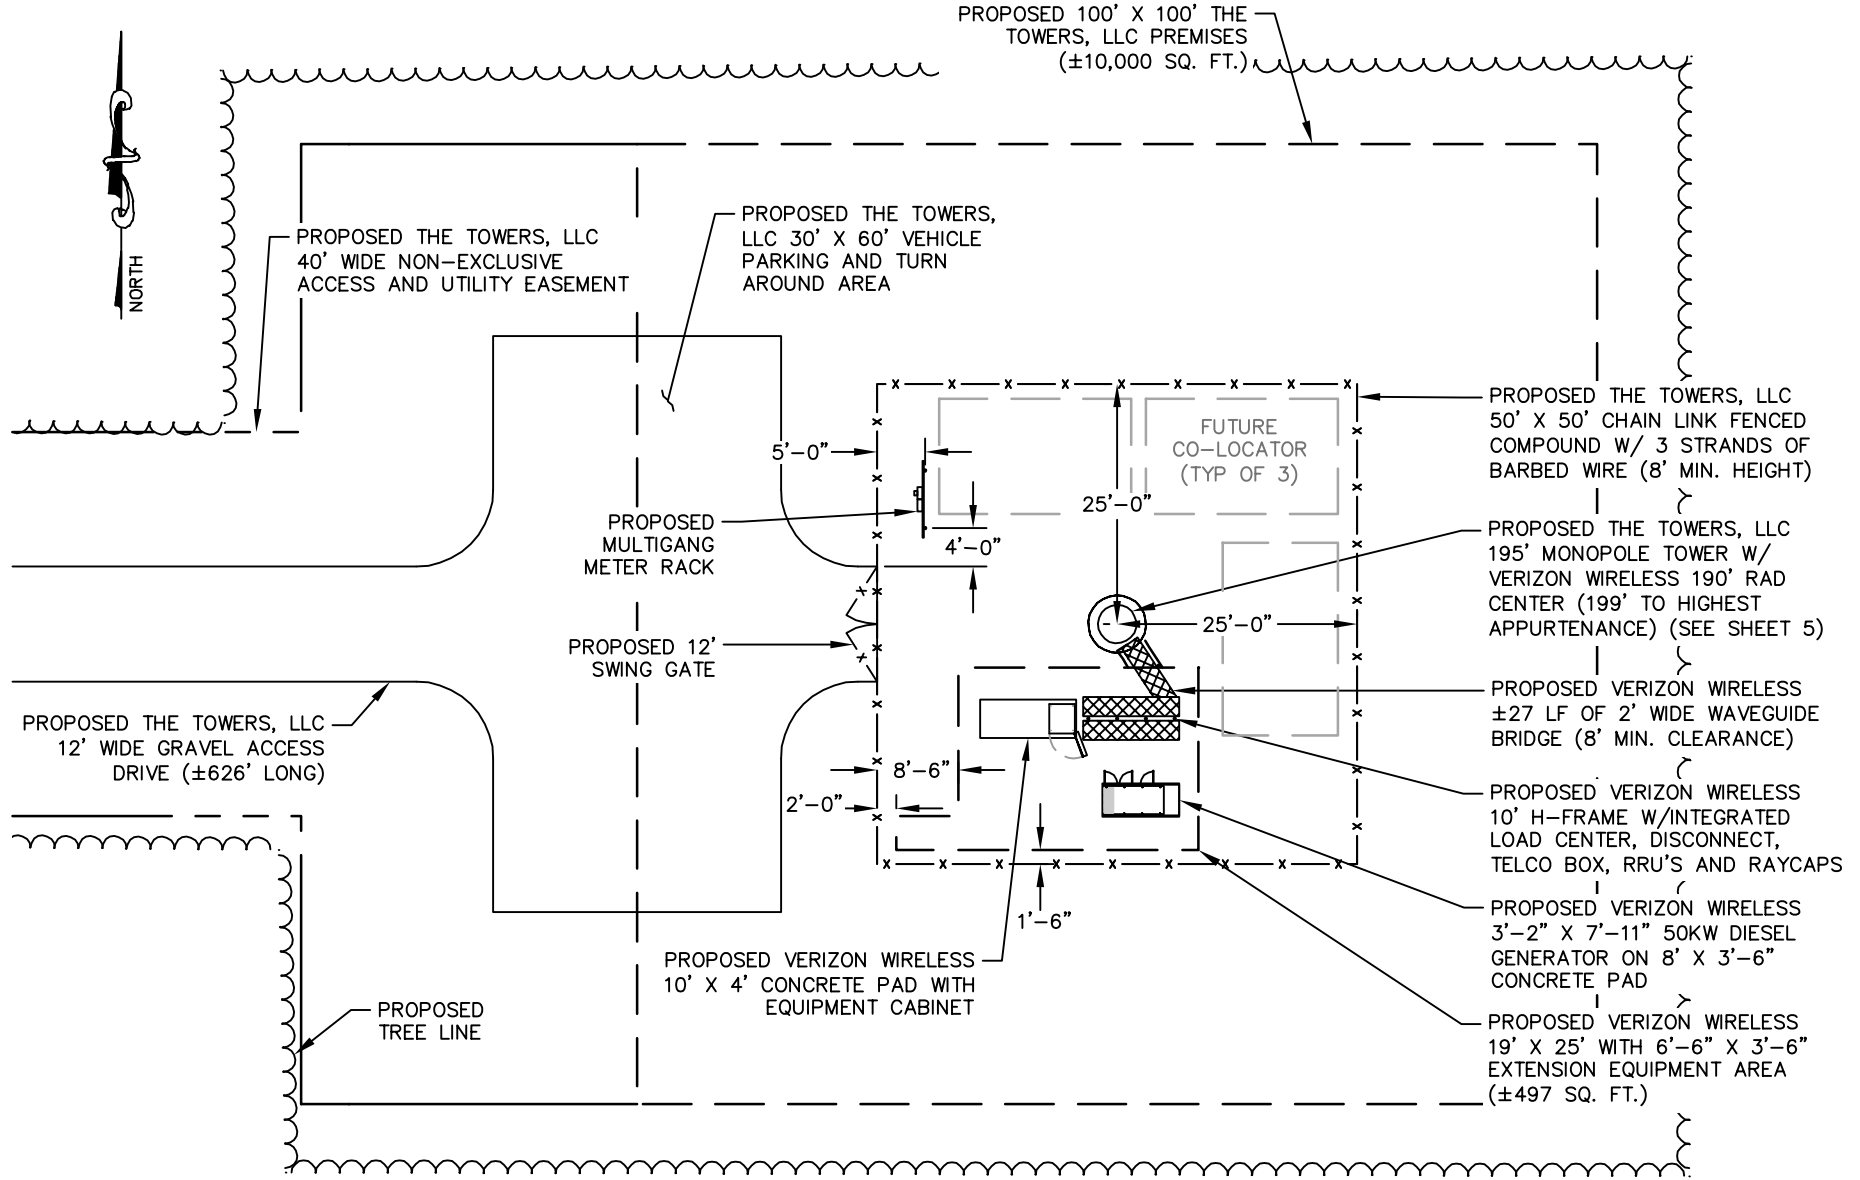 PROPOSED 100' X 100' THE
TOWERS, LLC PREMISES
(±10,000 SQ. FT.)
NORTH
PROPOSED THE TOWERS, LLC
40' WIDE NON-EXCLUSIVE
ACCESS AND UTILITY EASEMENT
PROPOSED THE TOWERS,
LLC 30' X 60' VEHICLE
PARKING AND TURN
AROUND AREA
PROPOSED THE TOWERS, LLC
50' X 50' CHAIN LINK FENCED
COMPOUND W/ 3 STRANDS OF
BARBED WIRE (8' MIN. HEIGHT)
FUTURE
CO-LOCATOR
(TYP OF 3)
5'-0"
25'-0"
PROPOSED
MULTIGANG
METER RACK
4'-0"
PROPOSED THE TOWERS, LLC
195' MONOPOLE TOWER W/
VERIZON WIRELESS 190' RAD
CENTER (199' TO HIGHEST
APPURTENANCE) (SEE SHEET 5)
25'-0"
PROPOSED 12'
SWING GATE
PROPOSED VERIZON WIRELESS
±27 LF OF 2' WIDE WAVEGUIDE
BRIDGE (8' MIN. CLEARANCE)
PROPOSED THE TOWERS, LLC
12' WIDE GRAVEL ACCESS
DRIVE (±626' LONG)
8'-6"
2'-0"
PROPOSED VERIZON WIRELESS
10' H-FRAME W/INTEGRATED
LOAD CENTER, DISCONNECT,
TELCO BOX, RRU'S AND RAYCAPS
1'-6"
PROPOSED VERIZON WIRELESS
3'-2" X 7'-11" 50KW DIESEL
GENERATOR ON 8' X 3'-6"
CONCRETE PAD
PROPOSED VERIZON WIRELESS
10' X 4' CONCRETE PAD WITH
EQUIPMENT CABINET
PROPOSED
TREE LINE
PROPOSED VERIZON WIRELESS
19' X 25' WITH 6'-6" X 3'-6"
EXTENSION EQUIPMENT AREA
(±497 SQ. FT.)